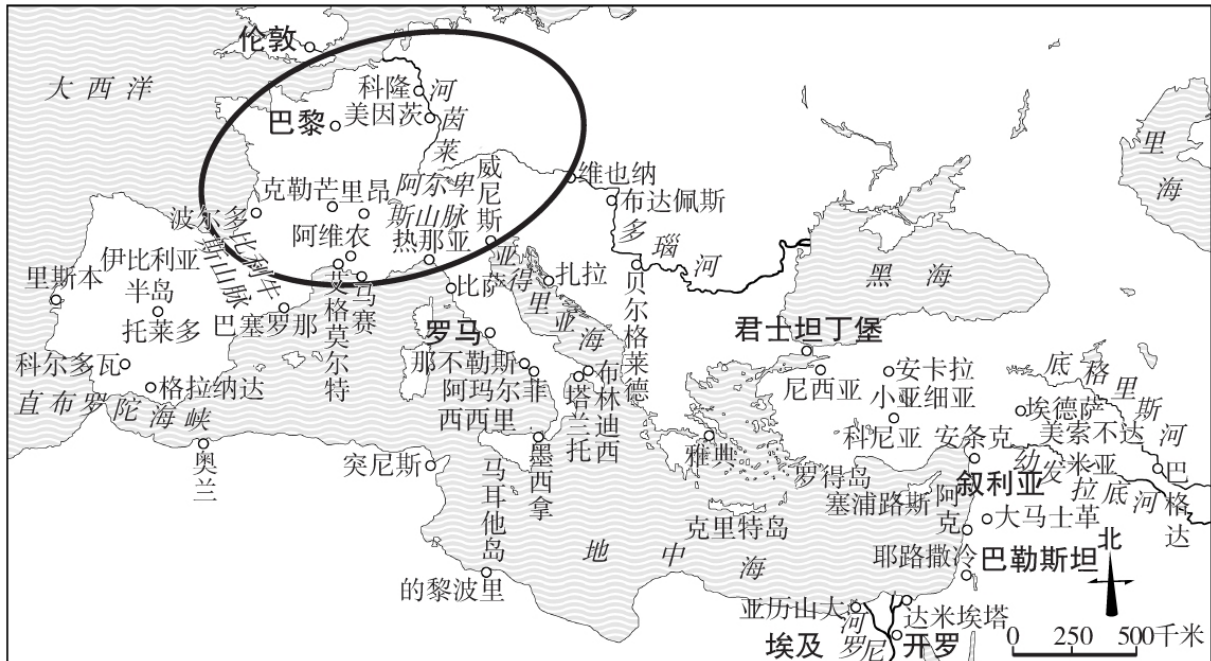 伦敦
大西洋
科隆
美因茨
巴黎
莱茵河
威尼斯
维也纳
布达佩斯
克勒芒
里昂
阿尔卑斯山脉
波尔多
比利牛斯山脉
阿维农
热那亚
多瑙河
里海
黑海
里斯本
伊比利亚半岛
托莱多
巴塞罗那
艾格莫尔特
马赛
比萨
亚得里亚海
扎拉
贝尔格莱德
罗马
君士坦丁堡
科尔多瓦
格拉纳达
直布罗陀海峡
那不勒斯
阿玛尔菲
西西里
塔兰托
布林迪西
尼西亚
安卡拉
小亚细亚
科尼亚
安条克
埃德萨
底格里斯河
美索不达米亚
幼发拉底河
巴格达
奥兰
突尼斯
马耳他岛
墨西拿
雅典
罗得岛
塞浦路斯
叙利亚
阿克
大马士革
克里特岛
地中海
耶路撒冷
巴勒斯坦
北
的黎波里
亚历山大
达米埃塔
尼罗河
埃及
开罗
0 250 500千米